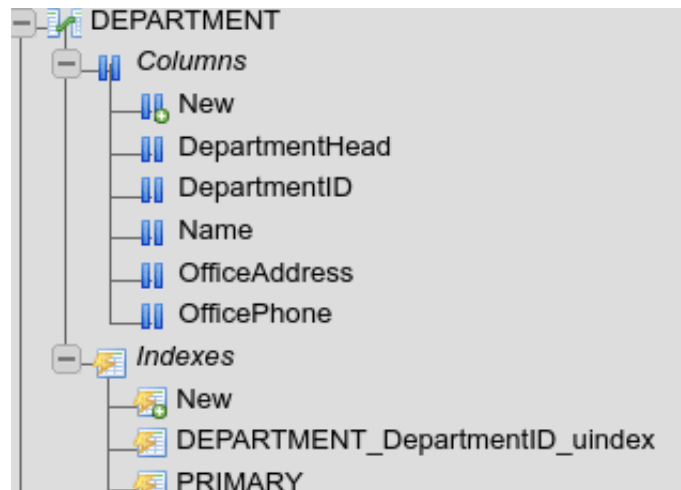 DEPARTMENT
Columns
New
DepartmentHead
DepartmentID
Name
OfficeAddress
OfficePhone
Indexes
New
DEPARTMENT_DepartmentID_uindex
PRIMARY